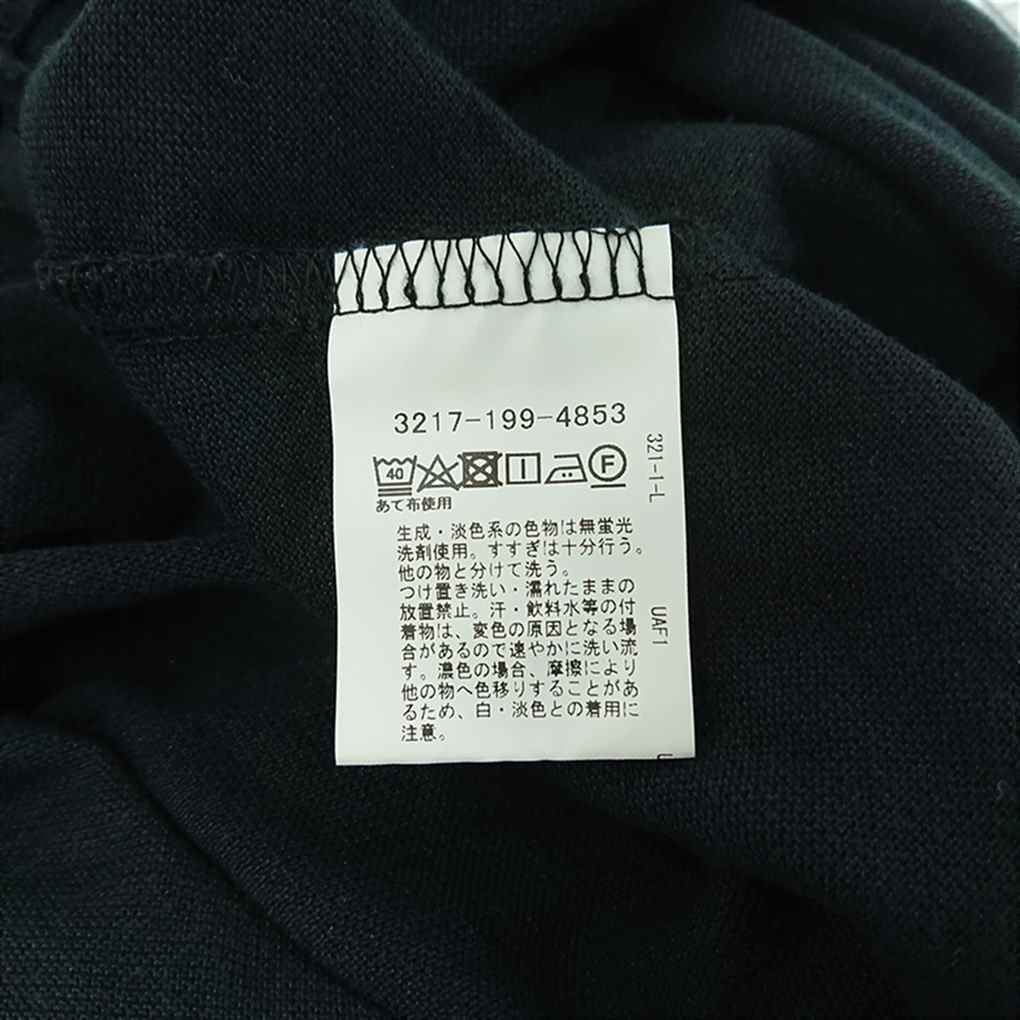 3217-199-4853
40
F
あて布使用
生成・淡色系の色物は無蛍光
洗剤使用。すすぎは十分行う。
他の物と分けて洗う。
つけ置き洗い・濡れたままの
放置禁止。汗・飲料水等の付
着物は、変色の原因となる場
合があるので速やかに洗い流
す。濃色の場合、摩擦により
他の物へ色移りすることがあ
るため、白・淡色との着用に
注意。
321-1-L
UAF1